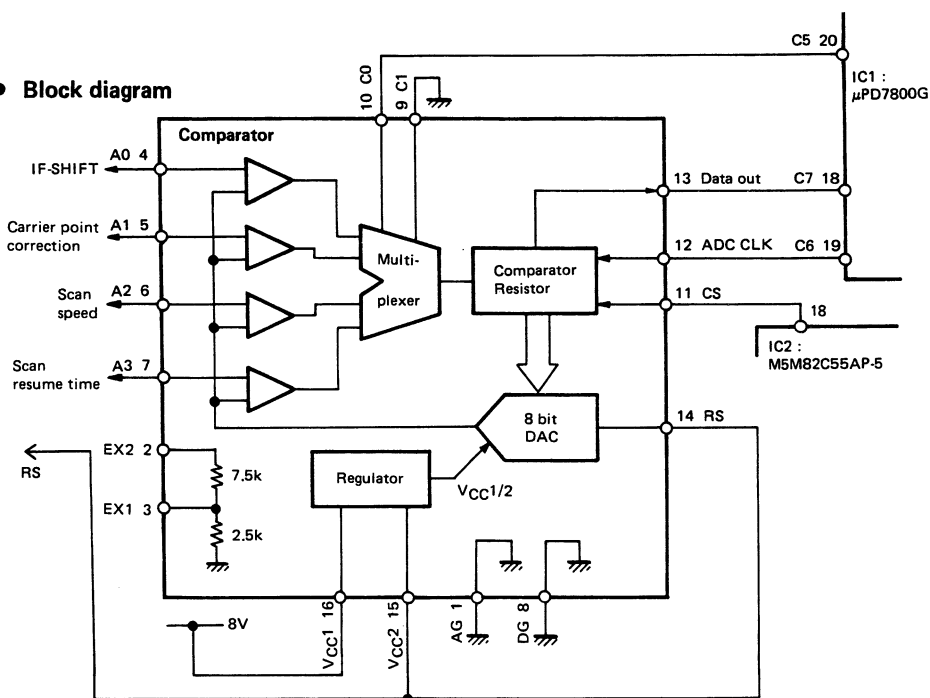 • Block diagram
C5 20
IC1 :
µPD7800G
10 C0
9 C1
Comparator
A0 4
IF-SHIFT
13 Data out
C7 18
A1 5
Carrier point
correction
Multi-
plexer
Comparator
Resistor
12 ADC CLK
C6 19
A2 6
Scan
speed
11 CS
18
IC2 :
M5M82C55AP-5
A3 7
Scan
resume time
8 bit
DAC
14 RS
EX2 2
RS
7.5k
Regulator
VCC1/2
EX1 3
2.5k
8V
VCC1 16
VCC2 15
AG 1
DG 8